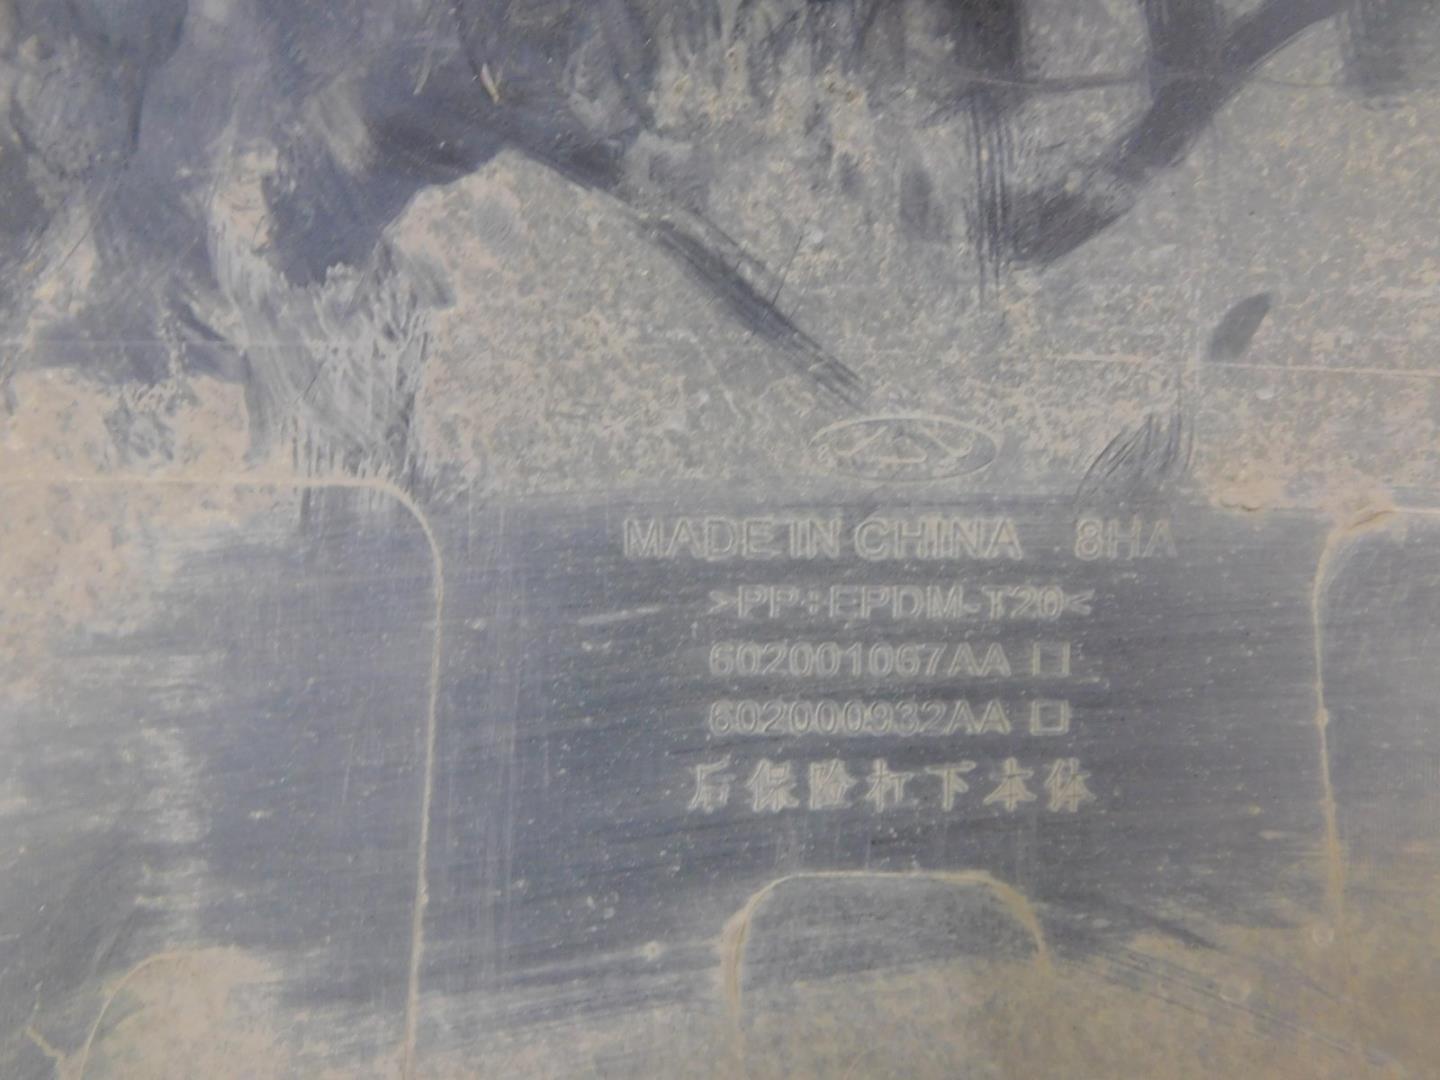 MADE IN CHINA 8HA
>PP+EPDM-T20<
602001067AA □
602000932AA □
后保险杠下本体